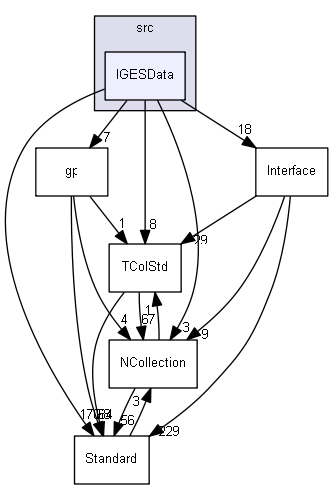 src
IGESData
18
7
gp
Interface
1
8
29
TColStd
1
67
4
3
9
NCollection
3
56
229
Standard